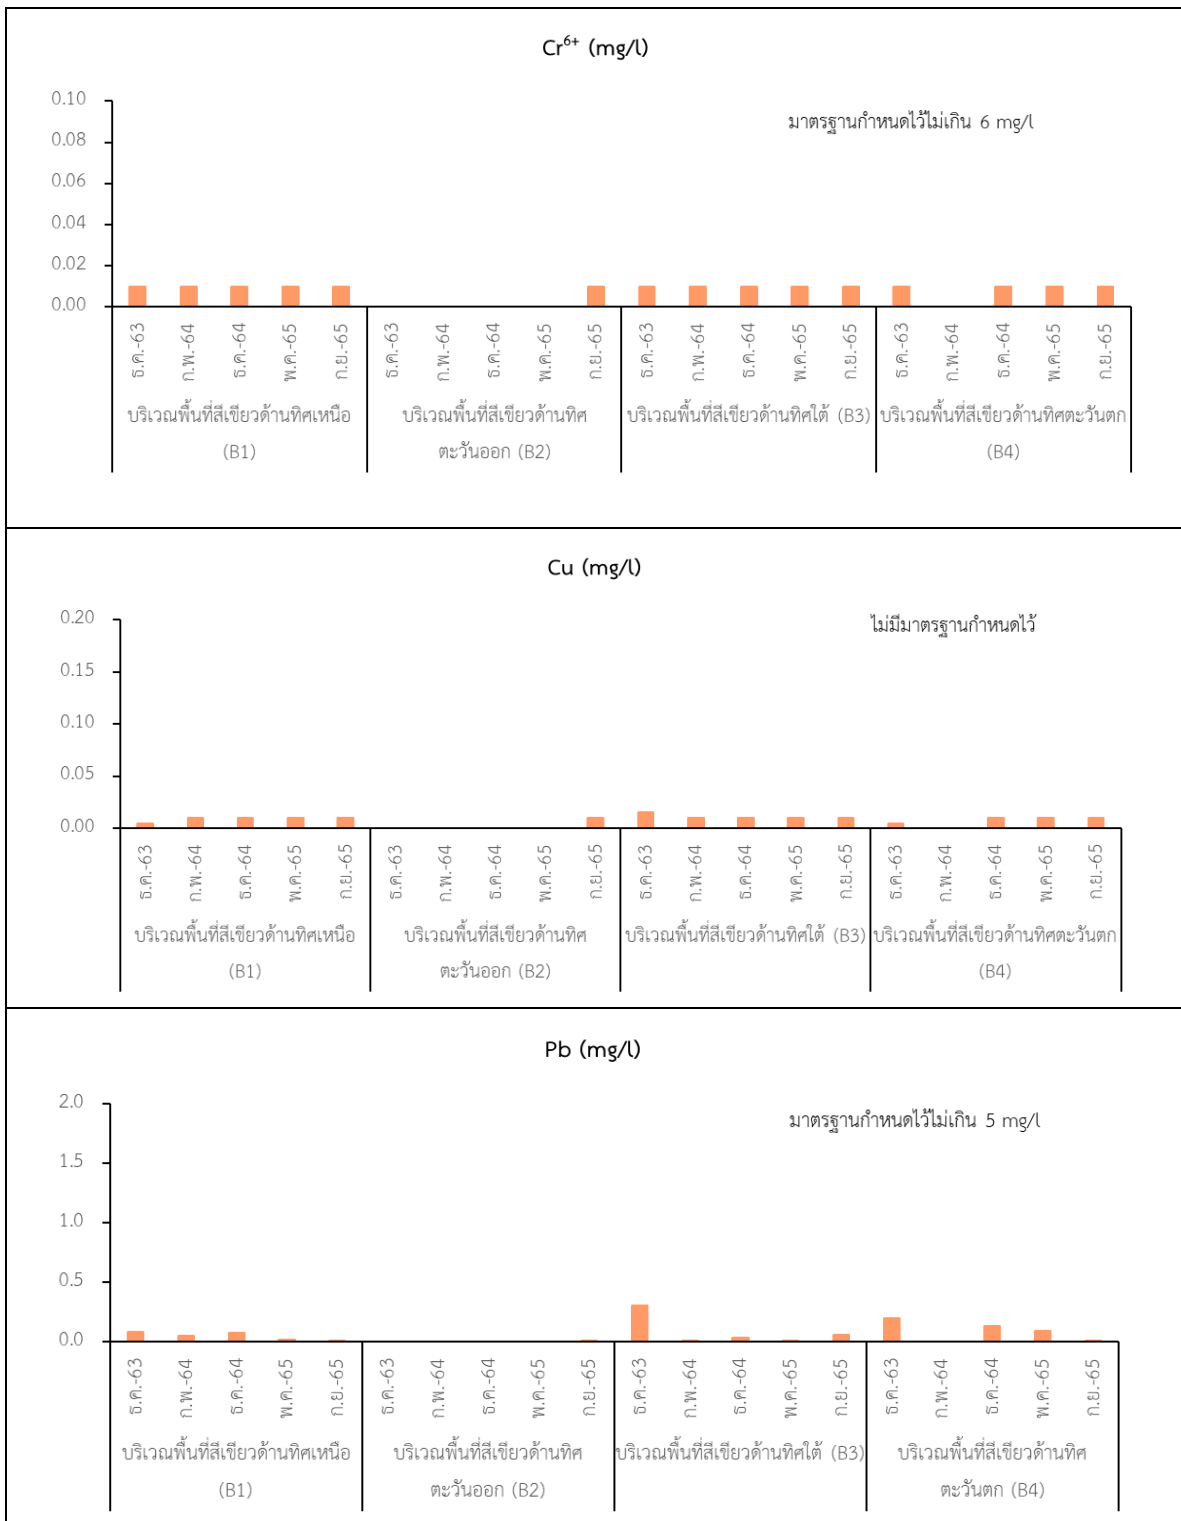 Cr⁶⁺ (mg/l)
มาตรฐานกำหนดไว้ไม่เกิน 6 mg/l
0.10
0.08
0.06
0.04
0.02
0.00
ธ.ค.-63 ก.พ.-64 ธ.ค.-64 พ.ค.-65 ก.ย.-65 ธ.ค.-63 ก.พ.-64 ธ.ค.-64 พ.ค.-65 ก.ย.-65 ธ.ค.-63 ก.พ.-64 ธ.ค.-64 พ.ค.-65 ก.ย.-65 ธ.ค.-63 ก.พ.-64 ธ.ค.-64 พ.ค.-65 ก.ย.-65
บริเวณพื้นที่สีเขียวด้านทิศเหนือ
(B1)
บริเวณพื้นที่สีเขียวด้านทิศ
ตะวันออก (B2)
บริเวณพื้นที่สีเขียวด้านทิศใต้ (B3)
บริเวณพื้นที่สีเขียวด้านทิศตะวันตก
(B4)
Cu (mg/l)
ไม่มีมาตรฐานกำหนดไว้
0.20
0.15
0.10
0.05
0.00
ธ.ค.-63 ก.พ.-64 ธ.ค.-64 พ.ค.-65 ก.ย.-65 ธ.ค.-63 ก.พ.-64 ธ.ค.-64 พ.ค.-65 ก.ย.-65 ธ.ค.-63 ก.พ.-64 ธ.ค.-64 พ.ค.-65 ก.ย.-65 ธ.ค.-63 ก.พ.-64 ธ.ค.-64 พ.ค.-65 ก.ย.-65
บริเวณพื้นที่สีเขียวด้านทิศเหนือ
(B1)
บริเวณพื้นที่สีเขียวด้านทิศ
ตะวันออก (B2)
บริเวณพื้นที่สีเขียวด้านทิศใต้ (B3)
บริเวณพื้นที่สีเขียวด้านทิศตะวันตก
(B4)
Pb (mg/l)
มาตรฐานกำหนดไว้ไม่เกิน 5 mg/l
2.0
1.5
1.0
0.5
0.0
ธ.ค.-63 ก.พ.-64 ธ.ค.-64 พ.ค.-65 ก.ย.-65 ธ.ค.-63 ก.พ.-64 ธ.ค.-64 พ.ค.-65 ก.ย.-65 ธ.ค.-63 ก.พ.-64 ธ.ค.-64 พ.ค.-65 ก.ย.-65 ธ.ค.-63 ก.พ.-64 ธ.ค.-64 พ.ค.-65 ก.ย.-65
บริเวณพื้นที่สีเขียวด้านทิศเหนือ
(B1)
บริเวณพื้นที่สีเขียวด้านทิศ
ตะวันออก (B2)
บริเวณพื้นที่สีเขียวด้านทิศใต้ (B3)
บริเวณพื้นที่สีเขียวด้านทิศ
ตะวันตก (B4)